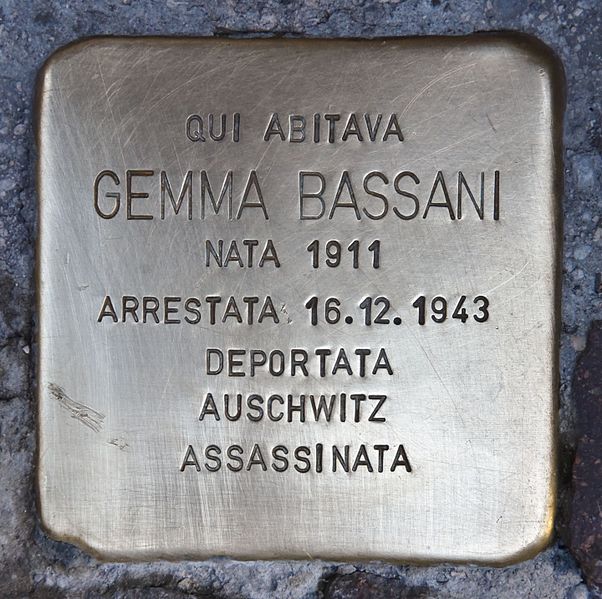 QUI ABITAVA
GEMMA BASSANI
NATA 1911
ARRESTATA 16.12.1943
DEPORTATA
AUSCHWITZ
ASSASSINATA